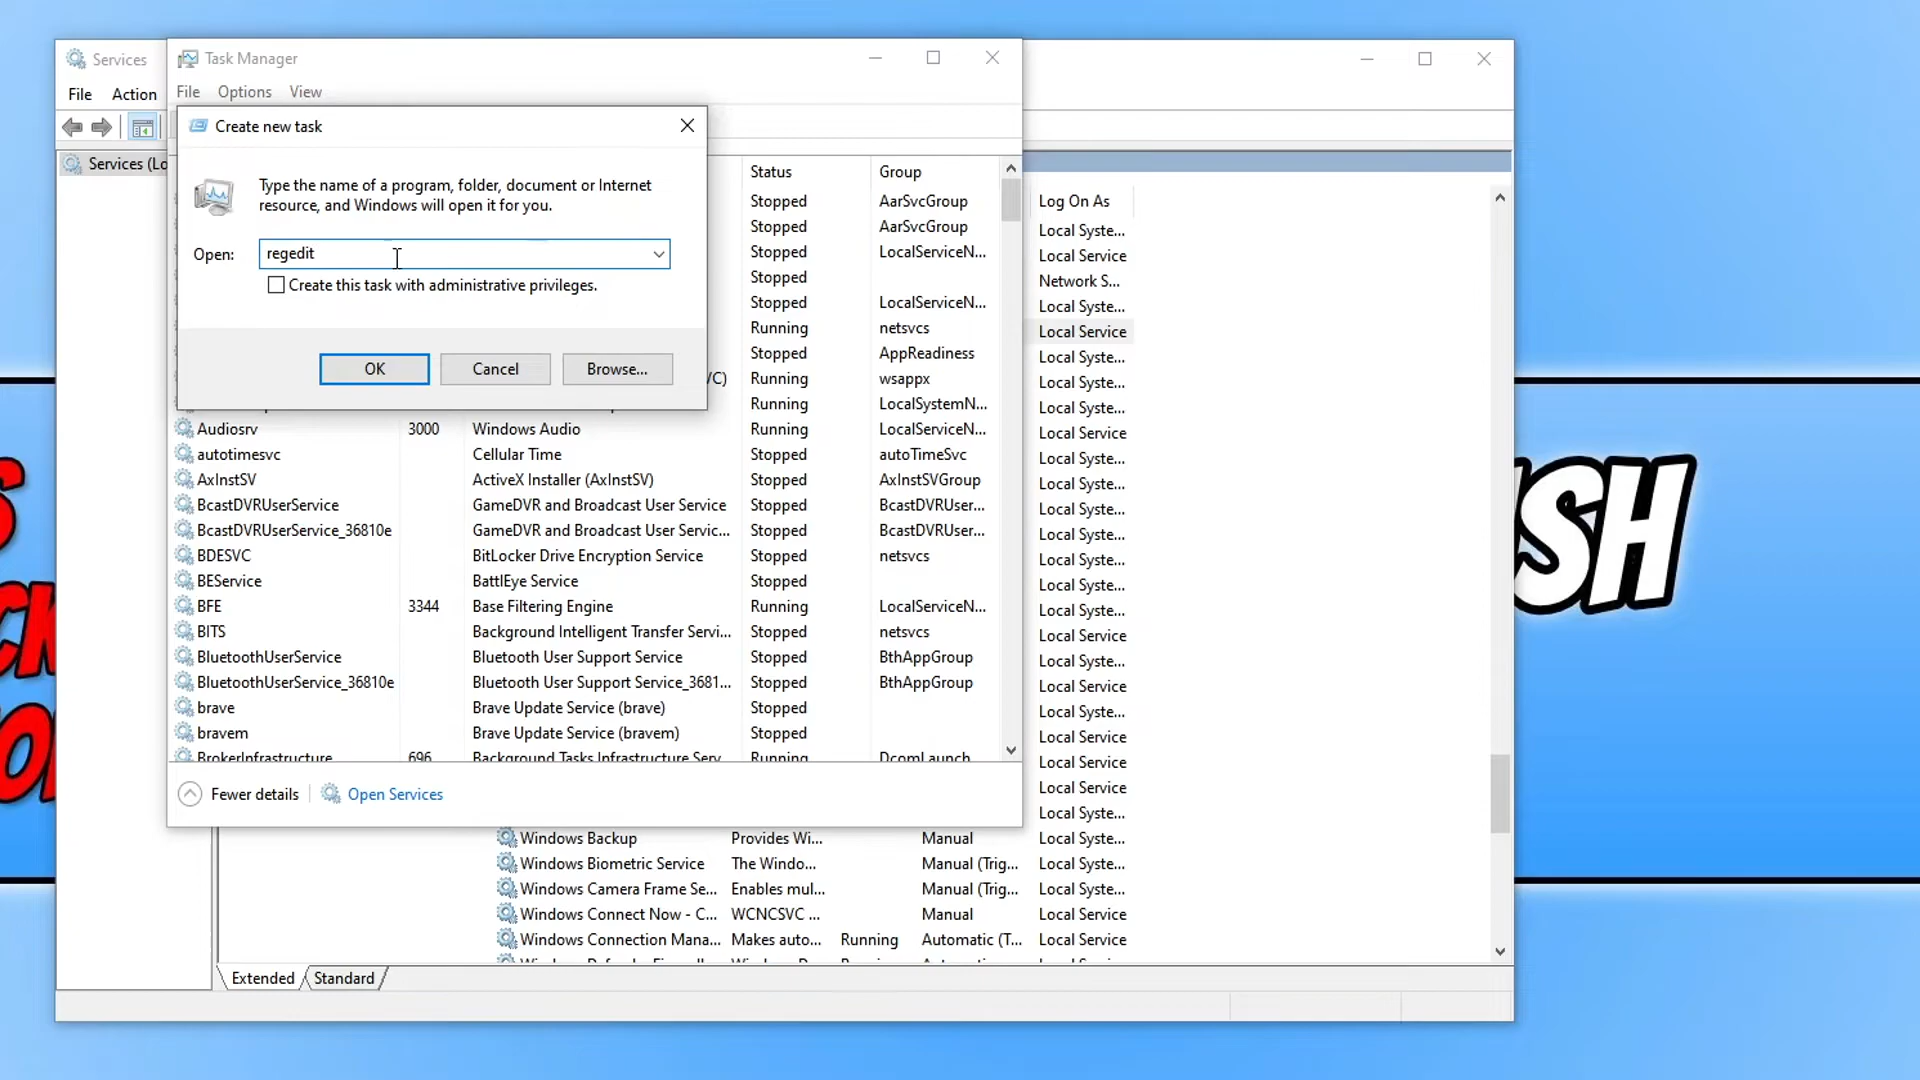 Services
File Action
Services (Lo
Task Manager
File Options View
Create new task
Type the name of a program, folder, document or Internet
resource, and Windows will open it for you.
Open: regedit
Create this task with administrative privileges.
OK Cancel Browse...
Status Group
Stopped AarSvcGroup
Stopped AarSvcGroup
Stopped LocalServiceN...
Stopped
Stopped LocalServiceN...
Running netsvcs
Stopped AppReadiness
/C) Running wsappx
Running LocalSystemN...
Audiosrv 3000 Windows Audio Running LocalServiceN...
autotimesvc Cellular Time Stopped autoTimeSvc
AxInstSV ActiveX Installer (AxInstSV) Stopped AxInstSVGroup
BcastDVRUserService GameDVR and Broadcast User Service Stopped BcastDVRUser...
BcastDVRUserService_36810e GameDVR and Broadcast User Servic... Stopped BcastDVRUser...
BDESVC BitLocker Drive Encryption Service Stopped netsvcs
BEService BattlEye Service Stopped
BFE 3344 Base Filtering Engine Running LocalServiceN...
BITS Background Intelligent Transfer Servi... Stopped netsvcs
BluetoothUserService Bluetooth User Support Service Stopped BthAppGroup
BluetoothUserService_36810e Bluetooth User Support Service_3681... Stopped BthAppGroup
brave Brave Update Service (brave) Stopped
bravem Brave Update Service (bravem) Stopped
BrokerInfrastructure 696 Background Tasks Infrastructure Serv... Running DcomLaunch
Fewer details Open Services
Log On As
Local Syste...
Local Service
Network S...
Local Syste...
Local Service
Local Syste...
Local Syste...
Local Syste...
Local Service
Local Syste...
Local Syste...
Local Syste...
Local Syste...
Local Syste...
Local Syste...
Local Syste...
Local Service
Local Syste...
Local Service
Local Syste...
Local Service
Local Service
Local Service
Local Syste...
Windows Backup Provides Wi... Manual Local Syste...
Windows Biometric Service The Windo... Manual (Trig... Local Syste...
Windows Camera Frame Se... Enables mul... Manual (Trig... Local Syste...
Windows Connect Now - C... WCNCSVC ... Manual Local Service
Windows Connection Mana... Makes auto... Running Automatic (T... Local Service
Extended Standard
SH